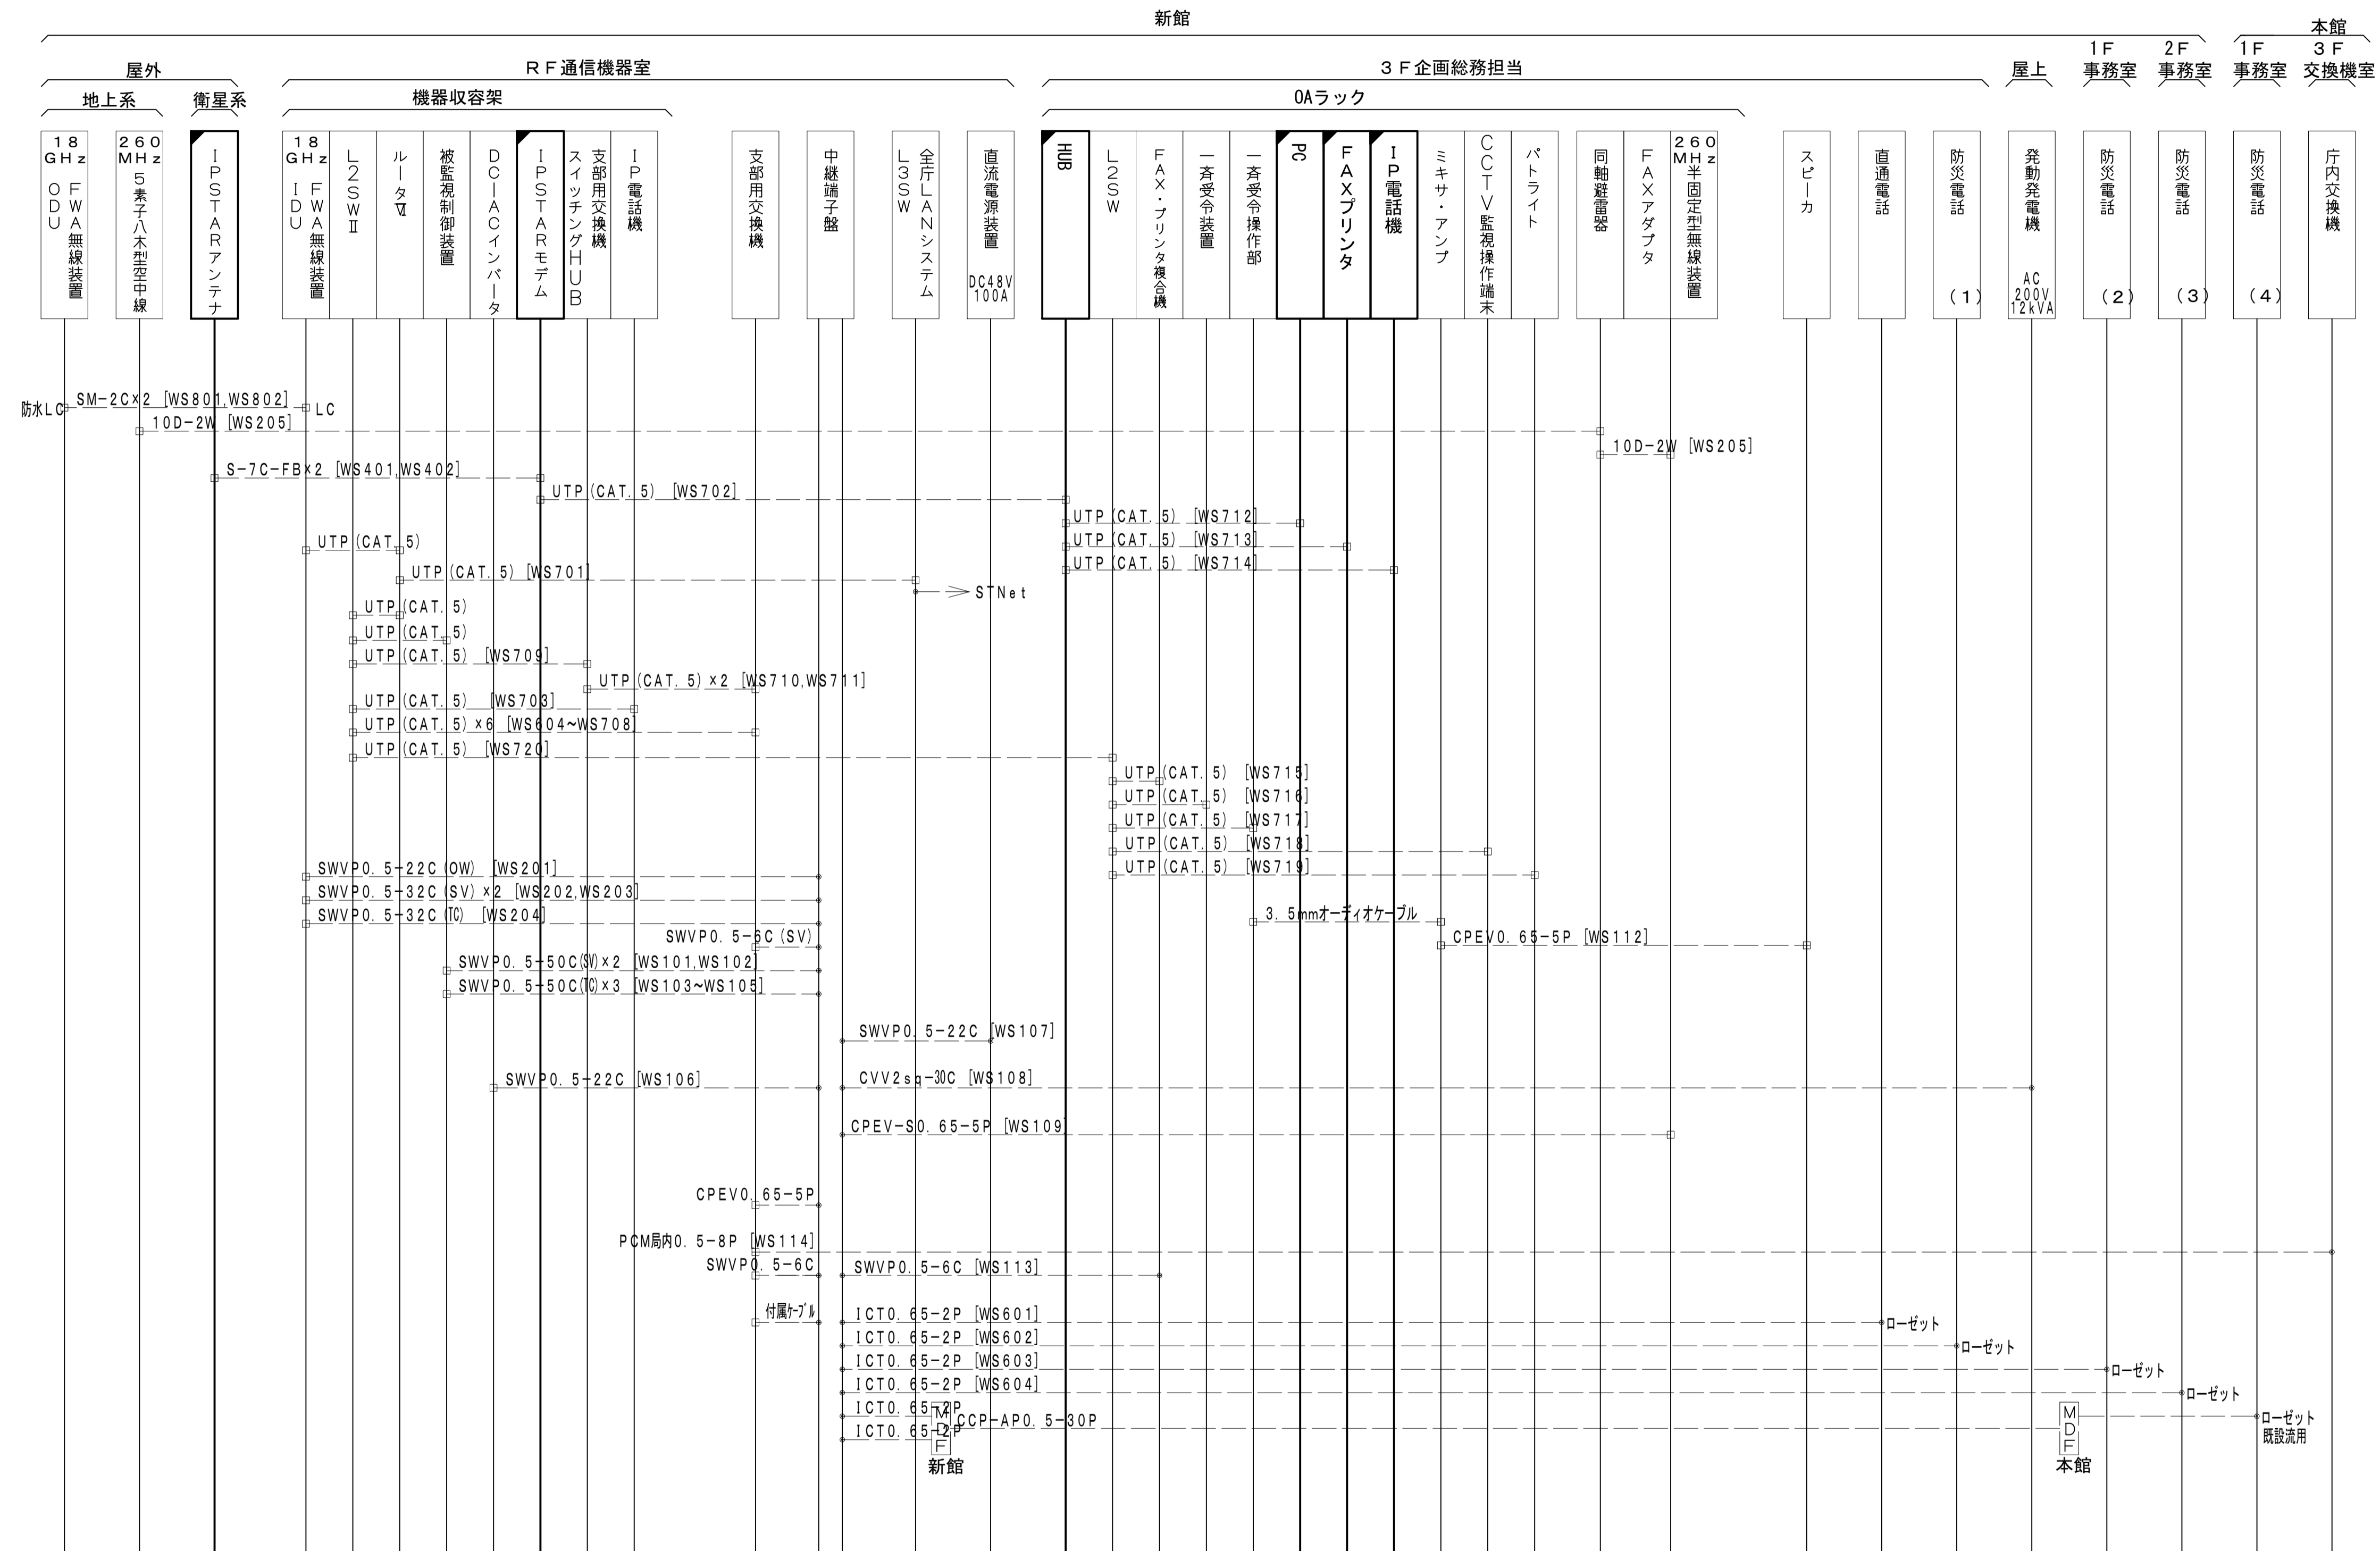 新館
本館
屋外
ＲＦ通信機器室
３Ｆ企画総務担当
屋上
1F
事務室
2F
事務室
1F
事務室
3F
交換機室
地上系
衛星系
機器収容架
OAラック
18GHz FWA無線装置 ODU
260MHz 5素子八木型空中線
IPSTARアンテナ
18GHz FWA無線装置 IDU
L2SWⅡ
ルータⅥ
被監視制御装置
DC-ACインバータ
IPSTARモデム
支部用交換機スイッチングHUB
IP電話機
支部用交換機
中継端子盤
全庁LANシステム L3SW
直流電源装置
DC48V
100A
HUB
L2SW
FAX・プリンタ複合機
一斉受令装置
一斉受令操作部
PC
FAXプリンタ
IP電話機
ミキサ・アンプ
CCTV監視操作端末
パトライト
同軸避雷器
FAXアダプタ
260MHz半固定型無線装置
スピーカ
直通電話
防災電話
(1)
発動発電機
AC
200V
12kVA
防災電話
(2)
防災電話
(3)
防災電話
(4)
庁内交換機
防水LC
SM-2C×2 [WS801,WS802]
LC
10D-2W [WS205]
10D-2W [WS205]
S-7C-FB×2 [WS401,WS402]
UTP(CAT.5) [WS702]
UTP(CAT.5) [WS712]
UTP(CAT.5) [WS713]
UTP(CAT.5)
UTP(CAT.5) [WS714]
UTP(CAT.5) [WS701]
STNet
UTP(CAT.5)
UTP(CAT.5)
UTP(CAT.5) [WS709]
UTP(CAT.5)×2 [WS710,WS711]
UTP(CAT.5) [WS703]
UTP(CAT.5)×6 [WS604~WS708]
UTP(CAT.5) [WS720]
UTP(CAT.5) [WS715]
UTP(CAT.5) [WS716]
UTP(CAT.5) [WS717]
UTP(CAT.5) [WS718]
UTP(CAT.5) [WS719]
SWVP0.5-22C(OW) [WS201]
SWVP0.5-32C(SV)×2 [WS202,WS203]
SWVP0.5-32C(TC) [WS204]
3.5mmオーディオケーブル
SWVP0.5-6C(SV)
CPEV0.65-5P [WS112]
SWVP0.5-50C(SV)×2 [WS101,WS102]
SWVP0.5-50C(TC)×3 [WS103~WS105]
SWVP0.5-22C [WS107]
SWVP0.5-22C [WS106]
CVV2sq-30C [WS108]
CPEV-S0.65-5P [WS109]
CPEV0.65-5P
PCM局内0.5-8P [WS114]
SWVP0.5-6C
SWVP0.5-6C [WS113]
付属ｹｰﾌﾞﾙ
ICT0.65-2P [WS601]
ローゼット
ICT0.65-2P [WS602]
ローゼット
ICT0.65-2P [WS603]
ローゼット
ICT0.65-2P [WS604]
ローゼット
ICT0.65-2P
ICT0.65-2P
MDF
CCP-AP0.5-30P
MDF
ローゼット
既設流用
新館
本館